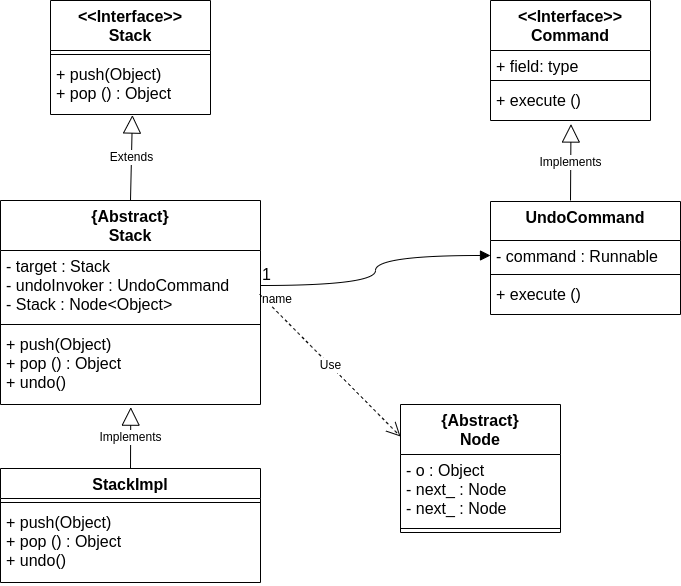 <<Interface>>
Stack
+ push(Object)
+ pop () : Object
<<Interface>>
Command
+ field: type
+ execute ()
Extends
Implements
{Abstract}
Stack
- target : Stack
- undoInvoker : UndoCommand
- Stack : Node<Object>
+ push(Object)
+ pop () : Object
+ undo()
1
name
UndoCommand
- command : Runnable
+ execute ()
Use
{Abstract}
Node
- o : Object
- next_ : Node
- next_ : Node
Implements
StackImpl
+ push(Object)
+ pop () : Object
+ undo()